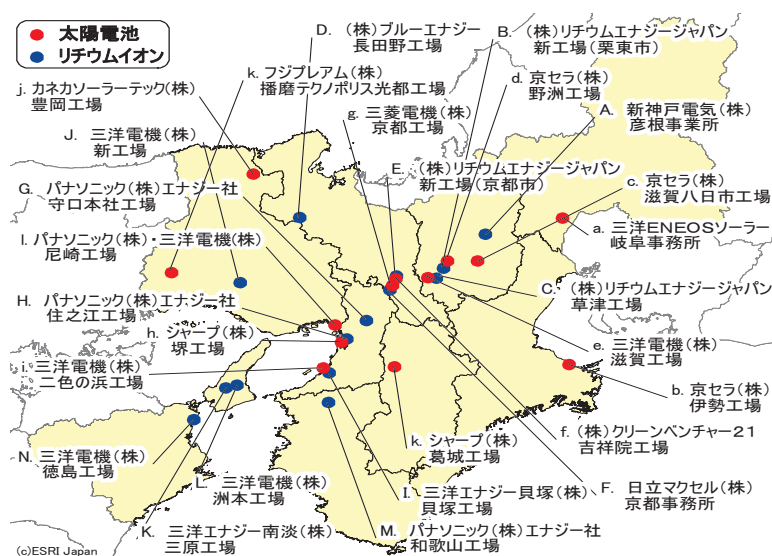 太陽電池
リチウムイオン
D. (株)ブルーエナジー
長田野工場
B. (株)リチウムエナジージャパン
新工場(栗東市)
k. フジプレアム(株)
播磨テクノポリス光都工場
d. 京セラ(株)
野洲工場
j. カネカソーラーテック(株)
豊岡工場
g. 三菱電機(株)
京都工場
A. 新神戸電気(株)
彦根事業所
J. 三洋電機(株)
新工場
E. (株)リチウムエナジージャパン
新工場(京都市)
c. 京セラ(株)
滋賀八日市工場
G. パナソニック(株)エナジー社
守口本社工場
a. 三洋ENEOSソーラー
岐阜事務所
I. パナソニック(株)・三洋電機(株)
尼崎工場
C. (株)リチウムエナジージャパン
草津工場
H. パナソニック(株)エナジー社
住之江工場
h. シャープ(株)
堺工場
e. 三洋電機(株)
滋賀工場
i. 三洋電機(株)
二色の浜工場
b. 京セラ(株)
伊勢工場
k. シャープ(株)
葛城工場
f. (株)クリーンベンチャー21
吉祥院工場
N. 三洋電機(株)
徳島工場
L. 三洋電機(株)
洲本工場
I. 三洋エナジー貝塚(株)
貝塚工場
F. 日立マクセル(株)
京都事務所
K. 三洋エナジー南淡(株)
三原工場
M. パナソニック(株)エナジー社
和歌山工場
(c)ESRI Japan